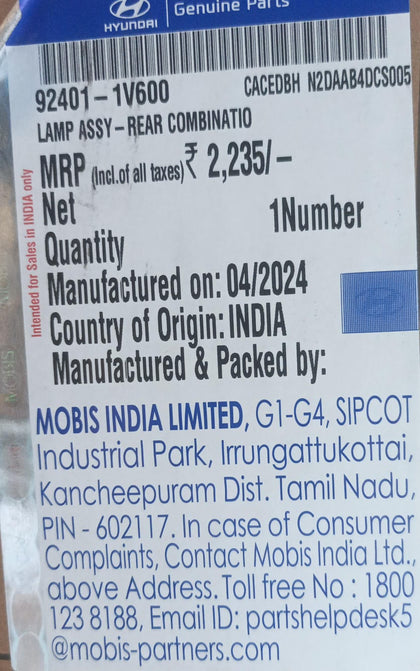 HYUNDAI
Genuine Parts
92401-1V600
CACEDBH N2DAAB4DCS005
LAMP ASSY-REAR COMBINATIO
MRP (incl.of all taxes) ₹ 2,235/-
Net 1Number
Quantity
Manufactured on: 04/2024
Country of Origin: INDIA
Manufactured & Packed by:
MOBIS INDIA LIMITED, G1-G4, SIPCOT
Industrial Park, Irrungattukottai,
Kancheepuram Dist. Tamil Nadu,
PIN - 602117. In case of Consumer
Complaints, Contact Mobis India Ltd.,
above Address. Toll free No : 1800
123 8188, Email ID: partshelpdesk5
@mobis-partners.com
Intended for Sales in INDIA only
MOBIS